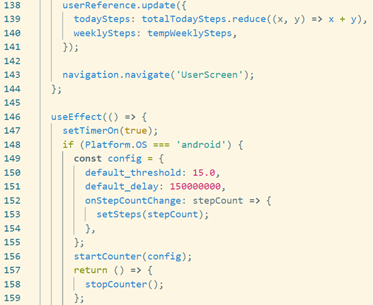 138 userReference.update({
139 todaySteps: totalTodaySteps.reduce((x, y) => x + y),
140 weeklySteps: tempWeeklySteps,
141 });
142
143 navigation.navigate('UserScreen');
144 };
145
146 useEffect(() => {
147 setTimerOn(true);
148 if (Platform.OS === 'android') {
149 const config = {
150 default_threshold: 15.0,
151 default_delay: 150000000,
152 onStepCountChange: stepCount => {
153 setSteps(stepCount);
154 },
155 };
156 startCounter(config);
157 return () => {
158 stopCounter();
159 };